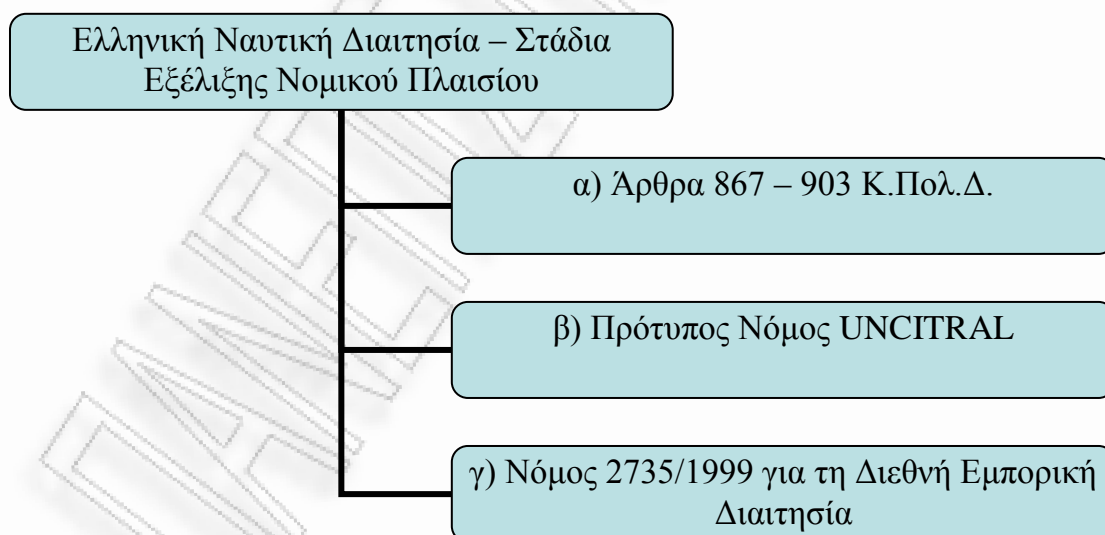 Ελληνική Ναυτική Διαιτησία – Στάδια
Εξέλιξης Νομικού Πλαισίου
α) Άρθρα 867 – 903 Κ.Πολ.Δ.
β) Πρότυπος Νόμος UNCITRAL
γ) Νόμος 2735/1999 για τη Διεθνή Εμπορική
Διαιτησία